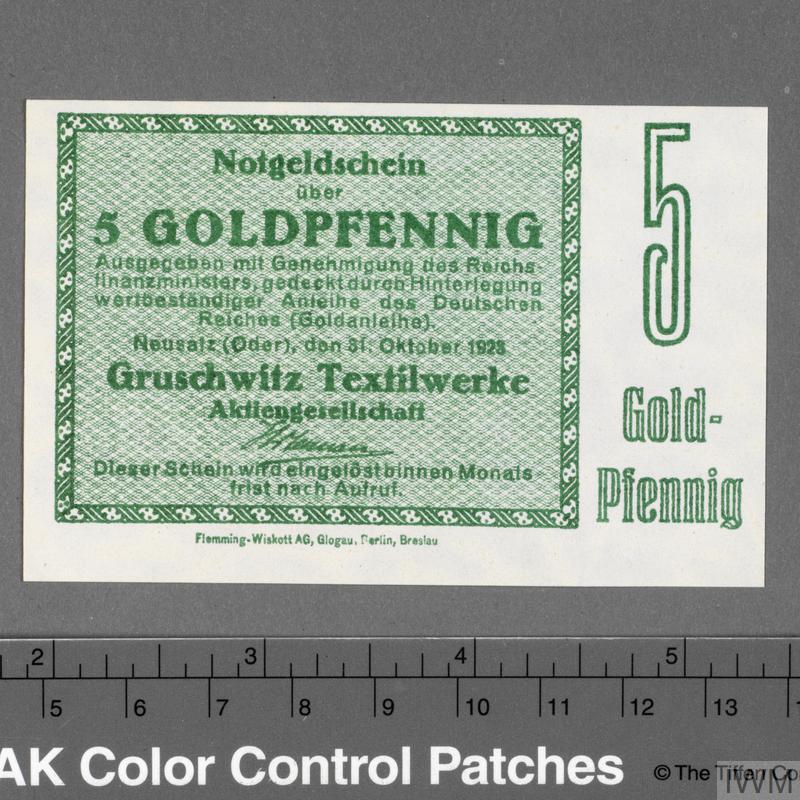 Notgeldschein
über
5 GOLDPFENNIG
Ausgegeben mit Genehmigung des Reichs-
finanzministers, gedeckt durch Hinterlegung
wertbeständiger Anleihe des Deutschen
Reiches (Goldanleihe).
Neusalz (Oder), den 31. Oktober 1923
Gruschwitz Textilwerke
Aktiengesellschaft
Dieser Schein wird eingelöst binnen Monats-
frist nach Aufruf.
Flemming-Wiskott AG, Glogau, Berlin, Breslau
5
Gold-
Pfennig
2 3 4 5
5 6 7 8 9 10 11 12 13
AK Color Control Patches
© The Tiffen Co
IWM